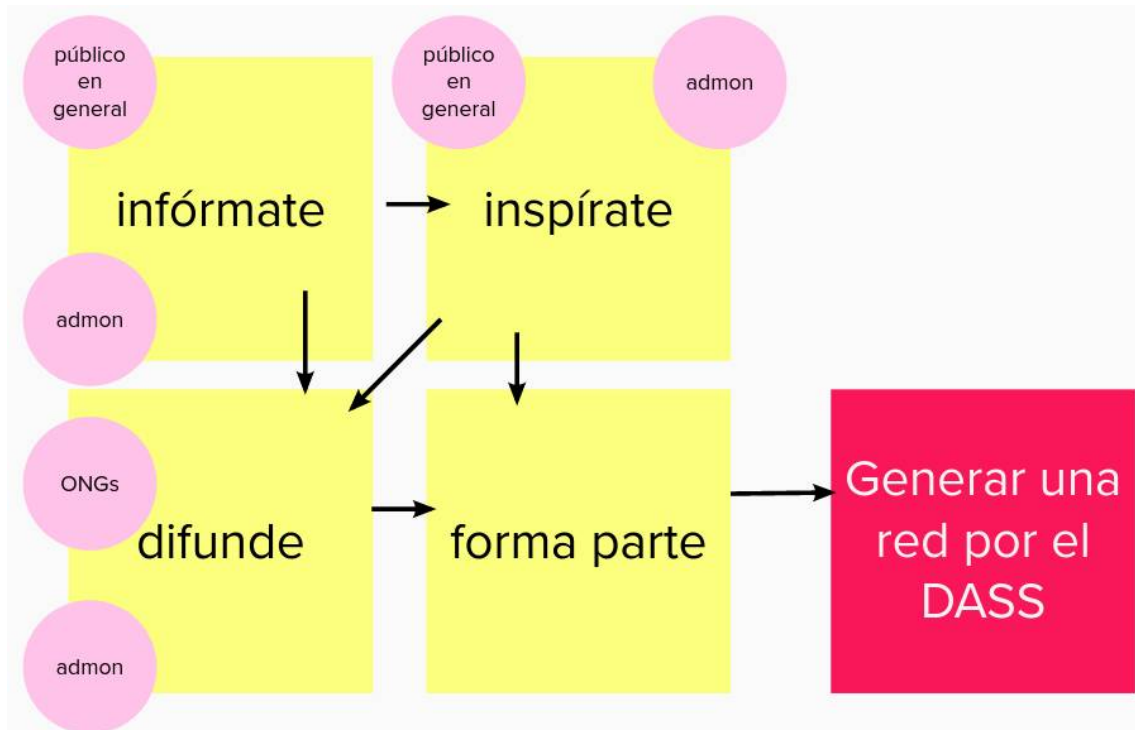 público
en
general
infórmate
admon
público
en
general
admon
inspírate
ONGs
difunde
admon
forma parte
Generar una
red por el
DASS